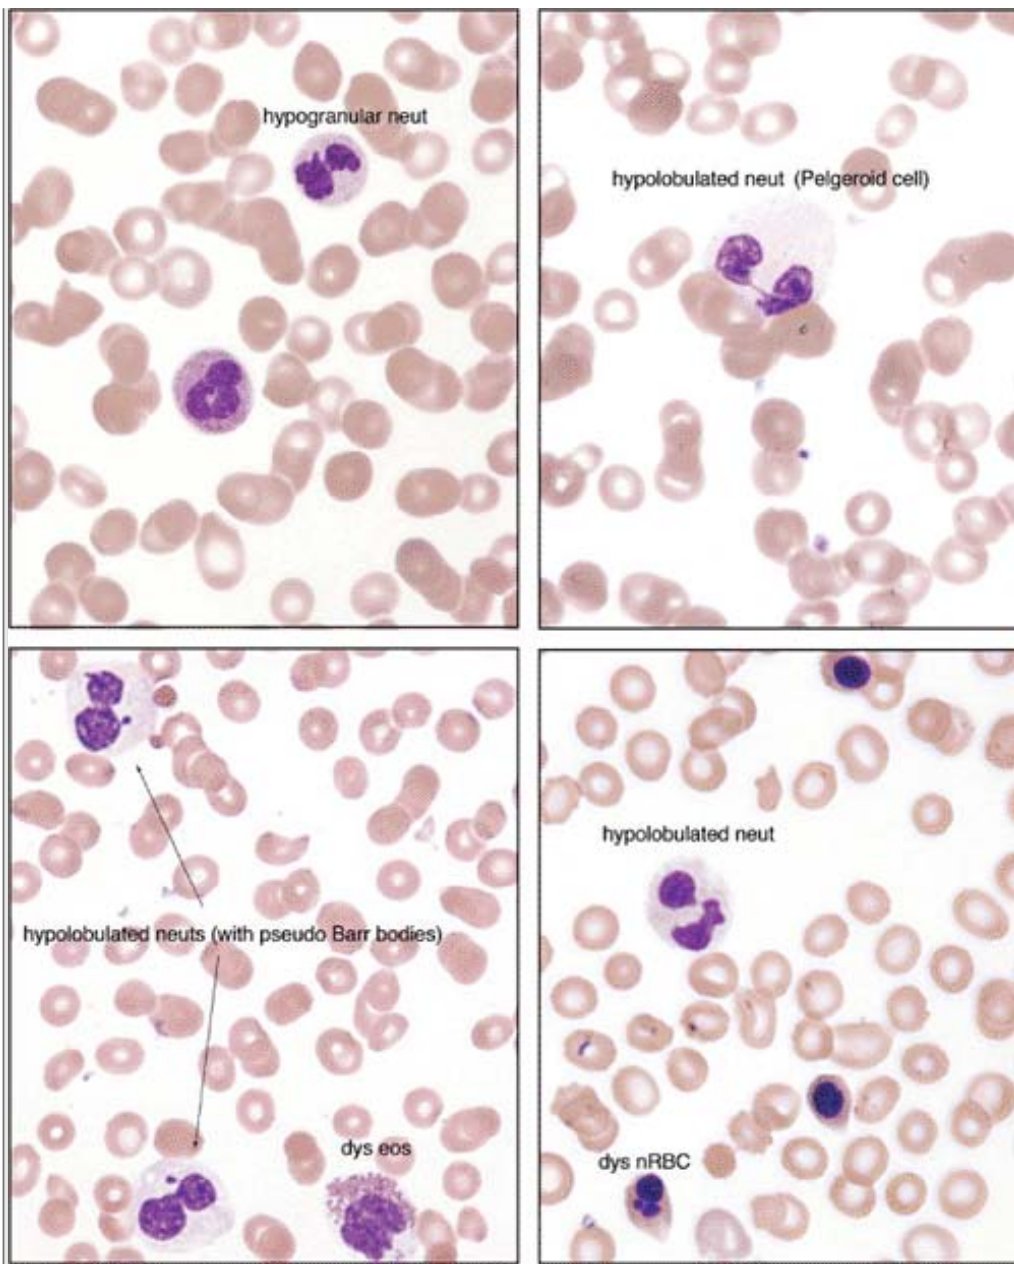 hypogranular neut
hypolobulated neut (Pelgeroid cell)
hypolobulated neuts (with pseudo Barr bodies)
dys eos
hypolobulated neut
dys nRBC